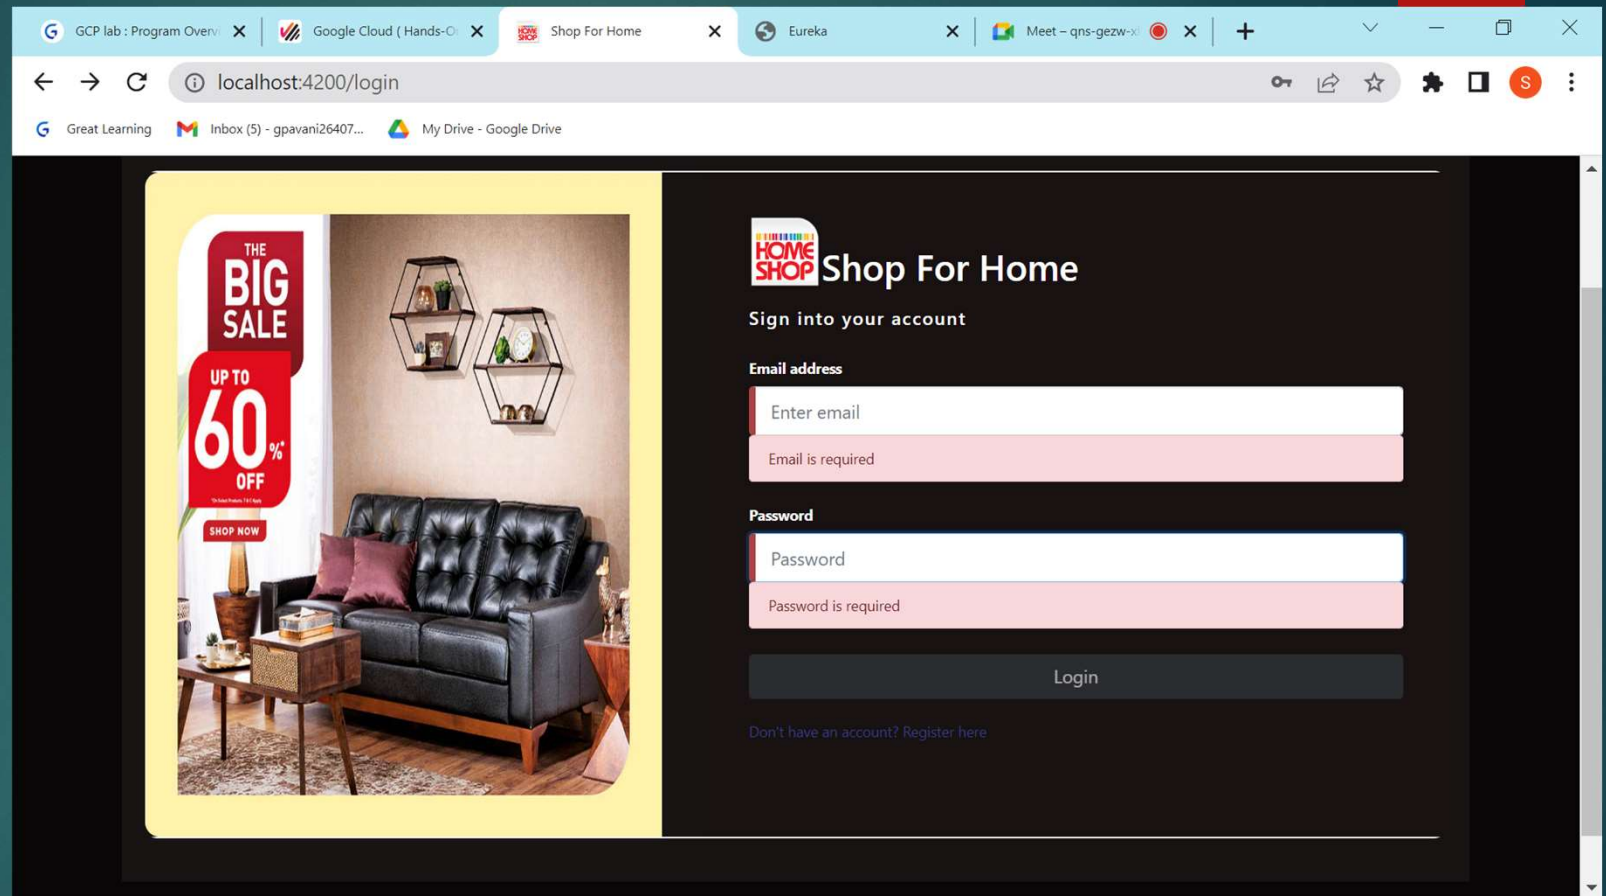 GCP lab : Program Overvi
Google Cloud ( Hands-O
Shop For Home
Eureka
Meet – qns-gezw-x
localhost:4200/login
S
Great Learning
Inbox (5) - gpavani26407...
My Drive - Google Drive
THE
BIG
SALE
UP TO
60%*
OFF
SHOP NOW
HOME
SHOP
Shop For Home
Sign into your account
Email address
Enter email
Email is required
Password
Password
Password is required
Login
Don't have an account? Register here